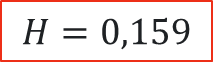 H = 0,159